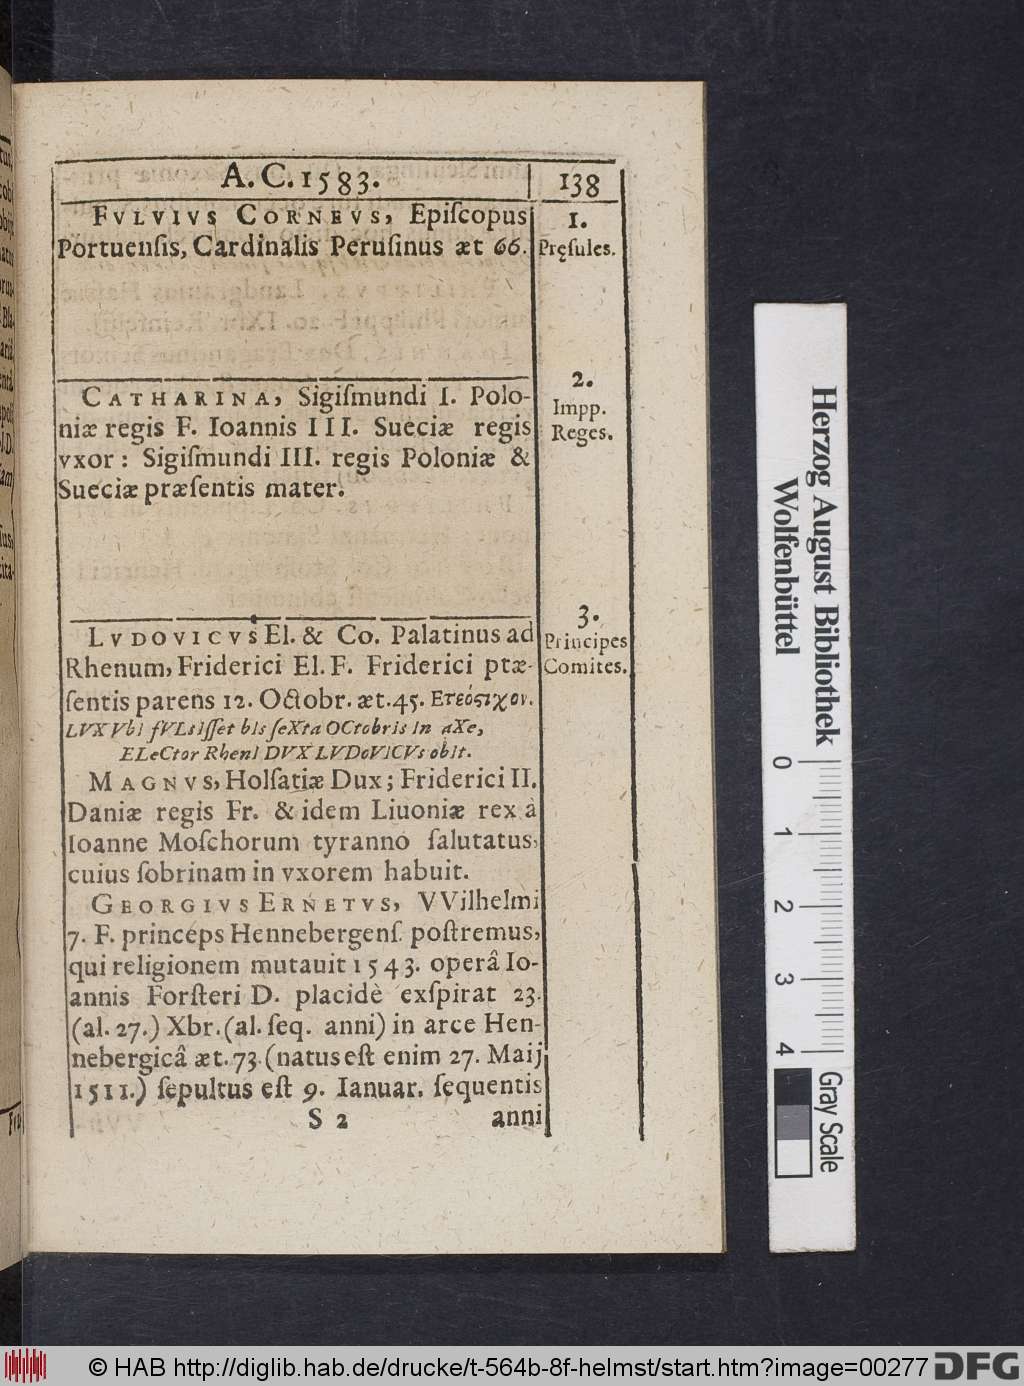 A. C. 1583.
138
Fvlvivs Cornevs, Epiſcopus
Portuenſis, Cardinalis Peruſinus æt 66.
1.
Pręſules.
Catharina, Sigiſmundi I. Polo-
niæ regis F. Ioannis III. Sueciæ regis
vxor: Sigiſmundi III. regis Poloniæ &
Sueciæ præſentis mater.
2.
Impp.
Reges.
Lvdovicvs El. & Co. Palatinus ad
Rhenum, Friderici El. F. Friderici ptæ-
ſentis parens 12. Octobr. æt. 45. Ετεόςιχον.
LVX Vbi fVLsiſſet bis ſeXta OCtobris in aXe,
ELeCtor Rheni DVX LVDoVICVs obit.
Magnvs, Holſatiæ Dux; Friderici II.
Daniæ regis Fr. & idem Liuoniæ rex à
Ioanne Moſchorum tyranno ſalutatus,
cuius ſobrinam in vxorem habuit.
Georgivs Ernetvs, VVilhelmi
7. F. princeps Hennebergenſ. poſtremus,
qui religionem mutauit 1543. operâ Io-
annis Forſteri D. placidè exſpirat 23.
(al. 27.) Xbr. (al. ſeq. anni) in arce Hen-
nebergicâ æt. 73. (natus eſt enim 27. Maij
1511.) ſepultus eſt 9. Ianuar. ſequentis
S 2
anni
3.
Principes
Comites.
Herzog August Bibliothek
Wolfenbüttel
0
1
2
3
4
Gray Scale
© HAB http://diglib.hab.de/drucke/t-564b-8f-helmst/start.htm?image=00277
DFG